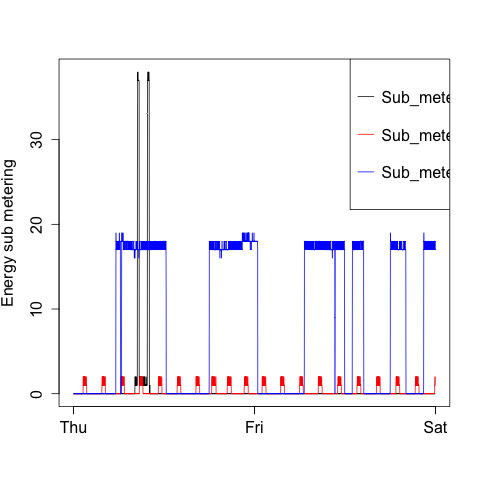 Energy sub metering
30
20
10
0
Thu
Fri
Sat
Sub_mete
Sub_mete
Sub_mete